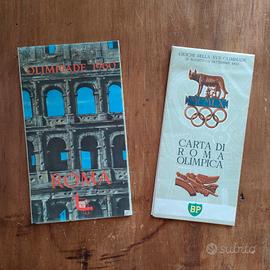 OLIMPIADE 1960
ROMA
GIOCHI DELLA XVII OLIMPIADE
CARTA DI
ROMA
OLIMPICA
BP
subito